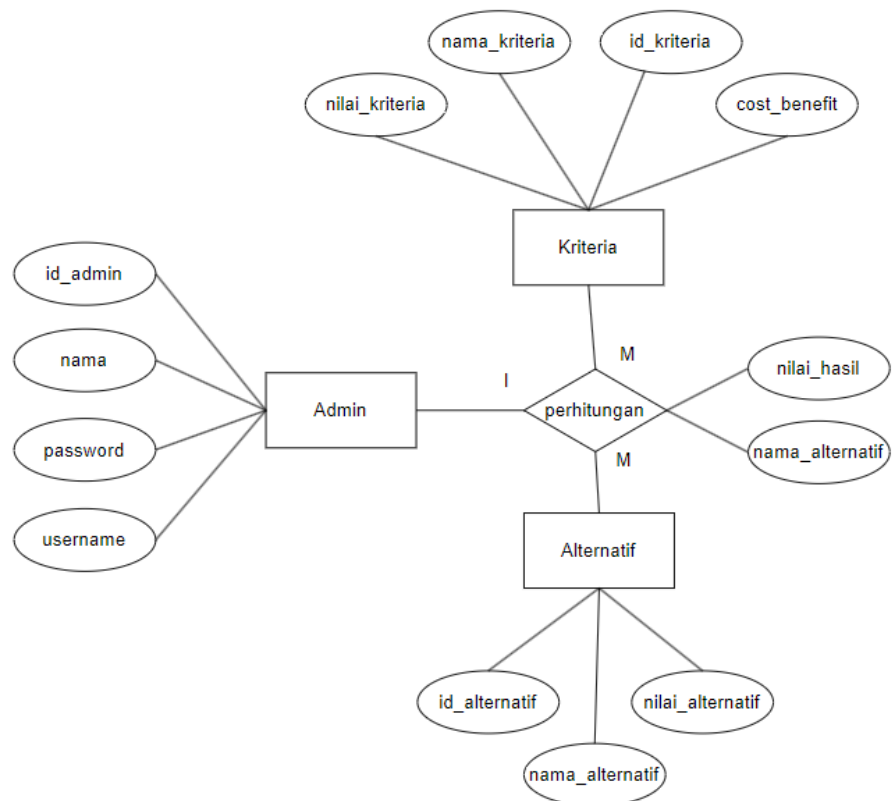 nama_kriteria
id_kriteria
nilai_kriteria
cost_benefit
Kriteria
id_admin
nama
password
username
Admin
I
M
perhitungan
M
nilai_hasil
nama_alternatif
Alternatif
id_alternatif
nilai_alternatif
nama_alternatif